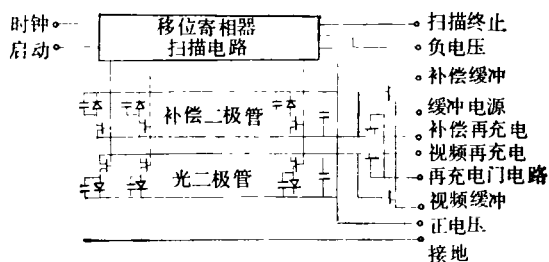 时钟
启动
移位寄相器
扫描电路
扫描终止
负电压
补偿缓冲
缓冲电源
补偿再充电
视频再充电
再充电门电路
视频缓冲
正电压
接地
补偿二极管
光二极管